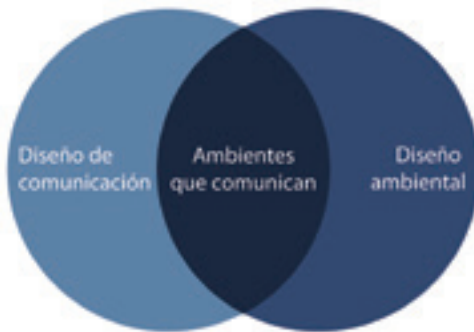 Diseño de
comunicación
Ambientes
que comunican
Diseño
ambiental